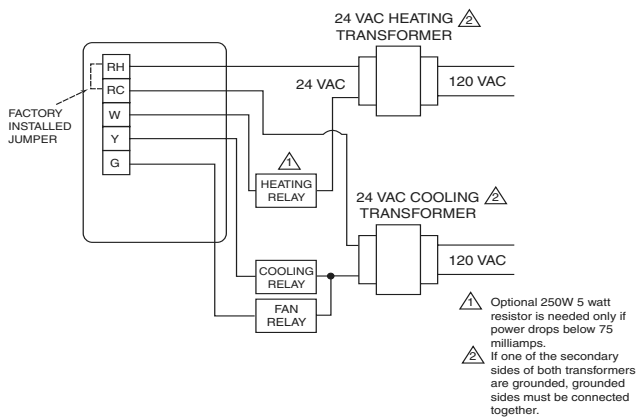 24 VAC HEATING 2
TRANSFORMER
RH
RC
W
Y
G
FACTORY
INSTALLED
JUMPER
24 VAC
120 VAC
1
HEATING
RELAY
24 VAC COOLING 2
TRANSFORMER
COOLING
RELAY
120 VAC
FAN
RELAY
1 Optional 250W 5 watt
resistor is needed only if
power drops below 75
milliamps.
2 If one of the secondary
sides of both transformers
are grounded, grounded
sides must be connected
together.